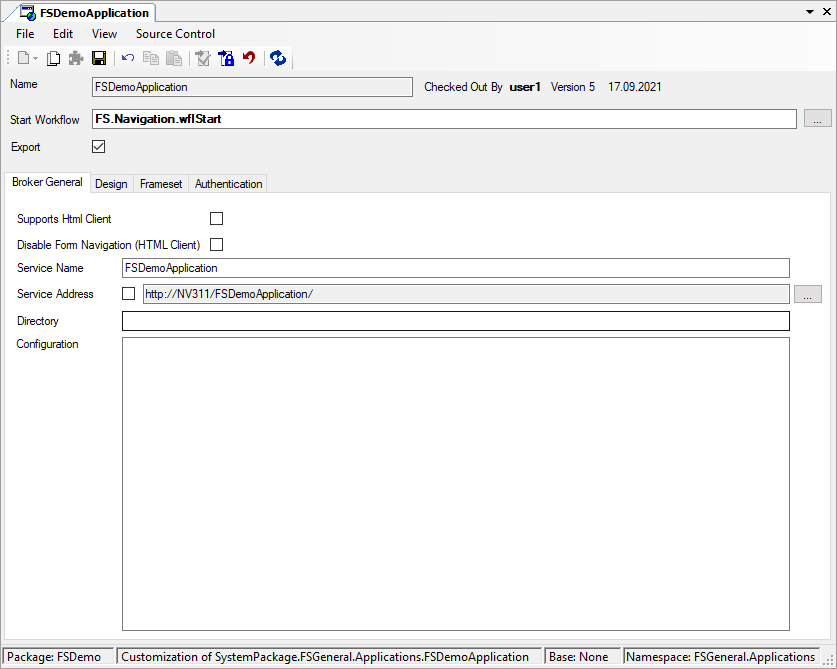 FSDemoApplication
File Edit View Source Control
Name FSDemoApplication Checked Out By user1 Version 5 17.09.2021
Start Workflow FS.Navigation.wflStart ...
Export
Broker General Design Frameset Authentication
Supports Html Client
Disable Form Navigation (HTML Client)
Service Name FSDemoApplication
Service Address http://NV311/FSDemoApplication/ ...
Directory
Configuration
Package: FSDemo Customization of SystemPackage.FSGeneral.Applications.FSDemoApplication Base: None Namespace: FSGeneral.Applications